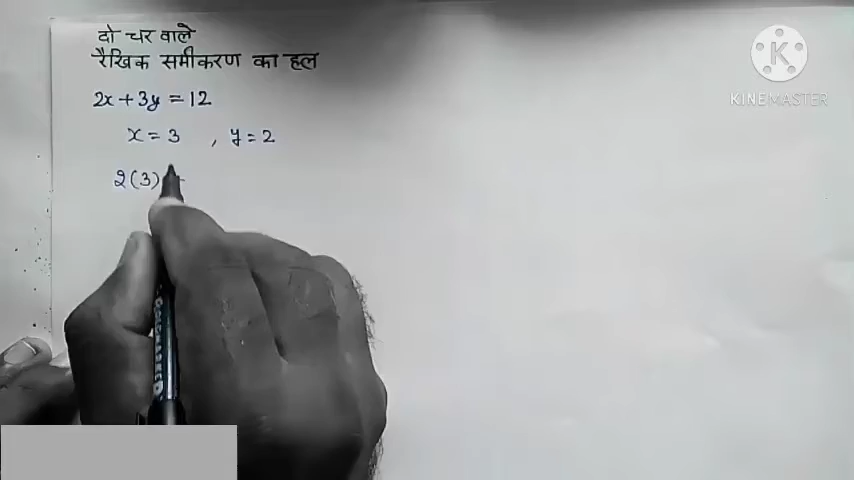 दो चर वाले
रैखिक समीकरण का हल
2x + 3y = 12
x = 3 , y = 2
2(3) +
KINEMASTER